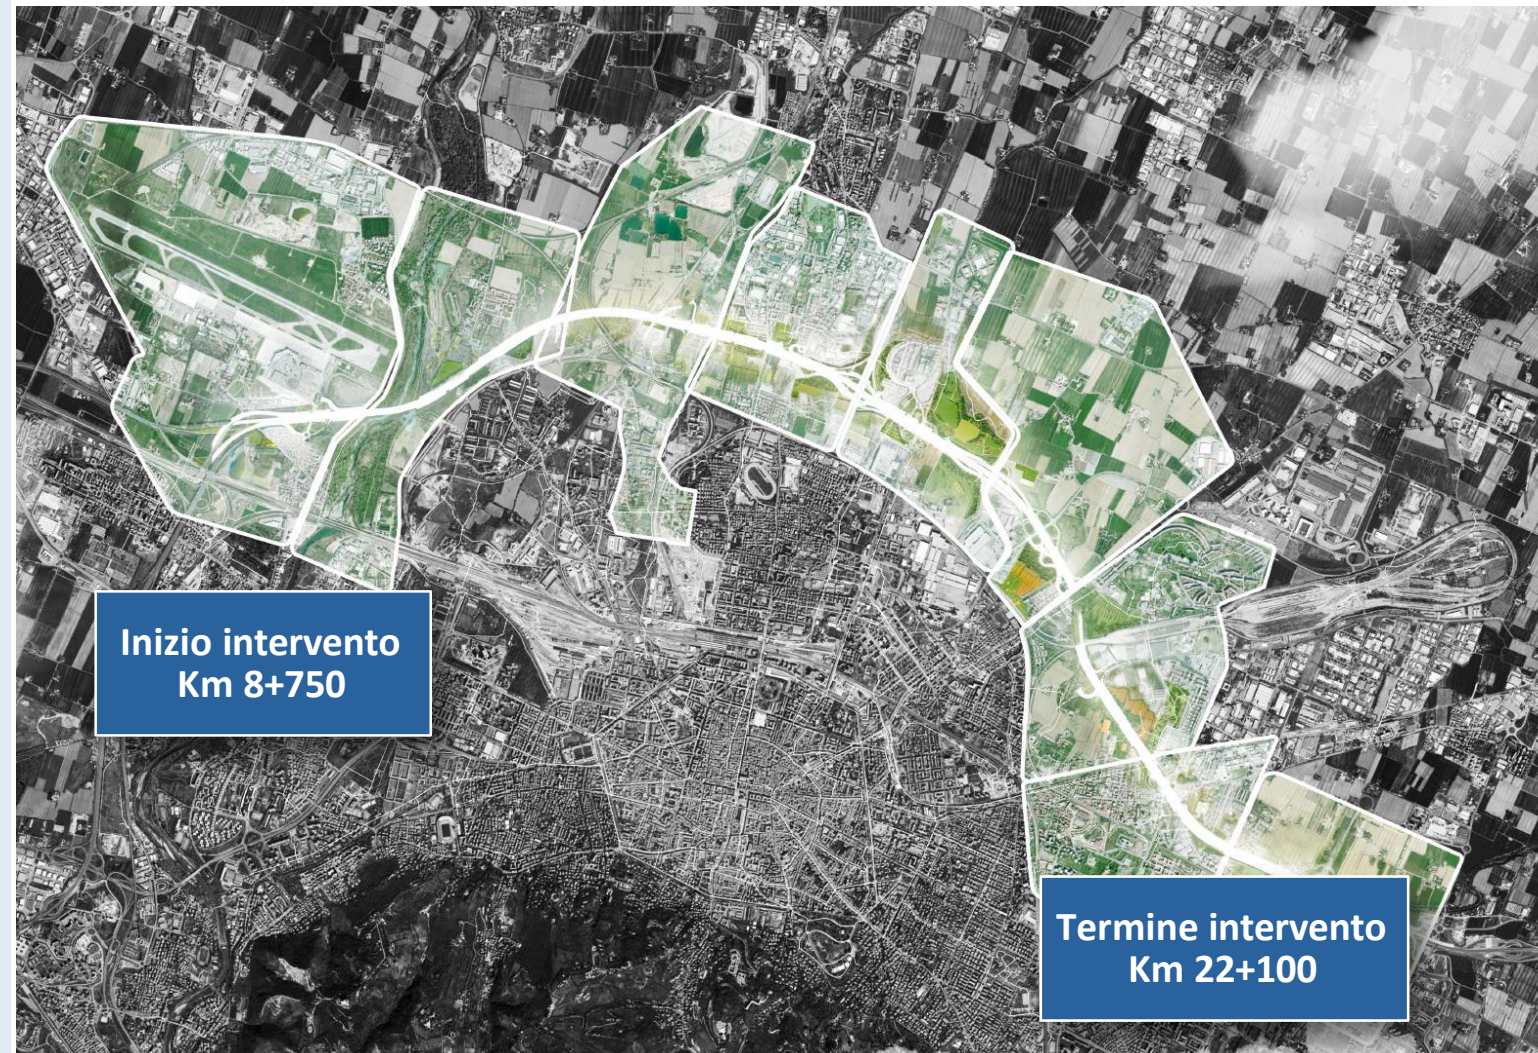 Inizio intervento
Km 8+750
Termine intervento
Km 22+100